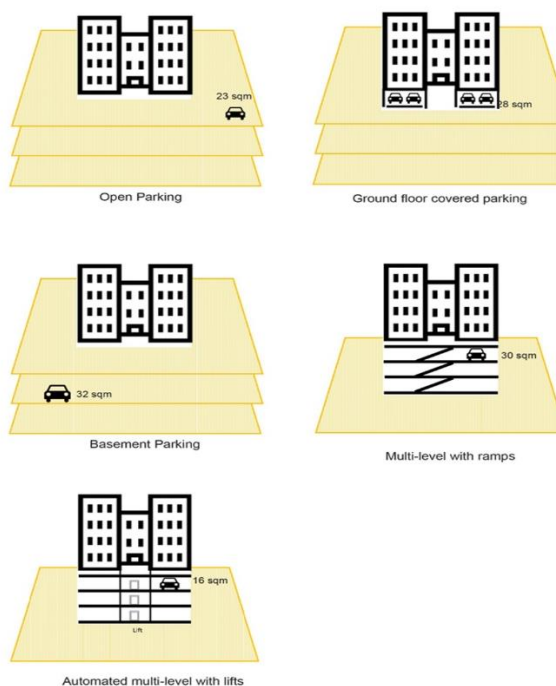 23 sqm
28 sqm
Open Parking
Ground floor covered parking
32 sqm
30 sqm
Basement Parking
Multi-level with ramps
16 sqm
Lift
Automated multi-level with lifts